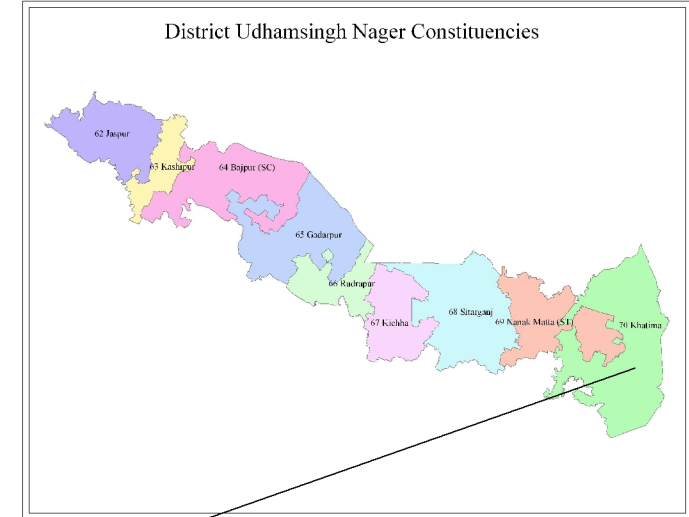 District Udhamsingh Nager Constituencies
62 Jaspur
63 Kashipur
64 Bajpur (SC)
65 Gadarpur
66 Rudrapur
67 Kichha
68 Sitarganj
69 Nanak Matta (ST)
70 Khatima